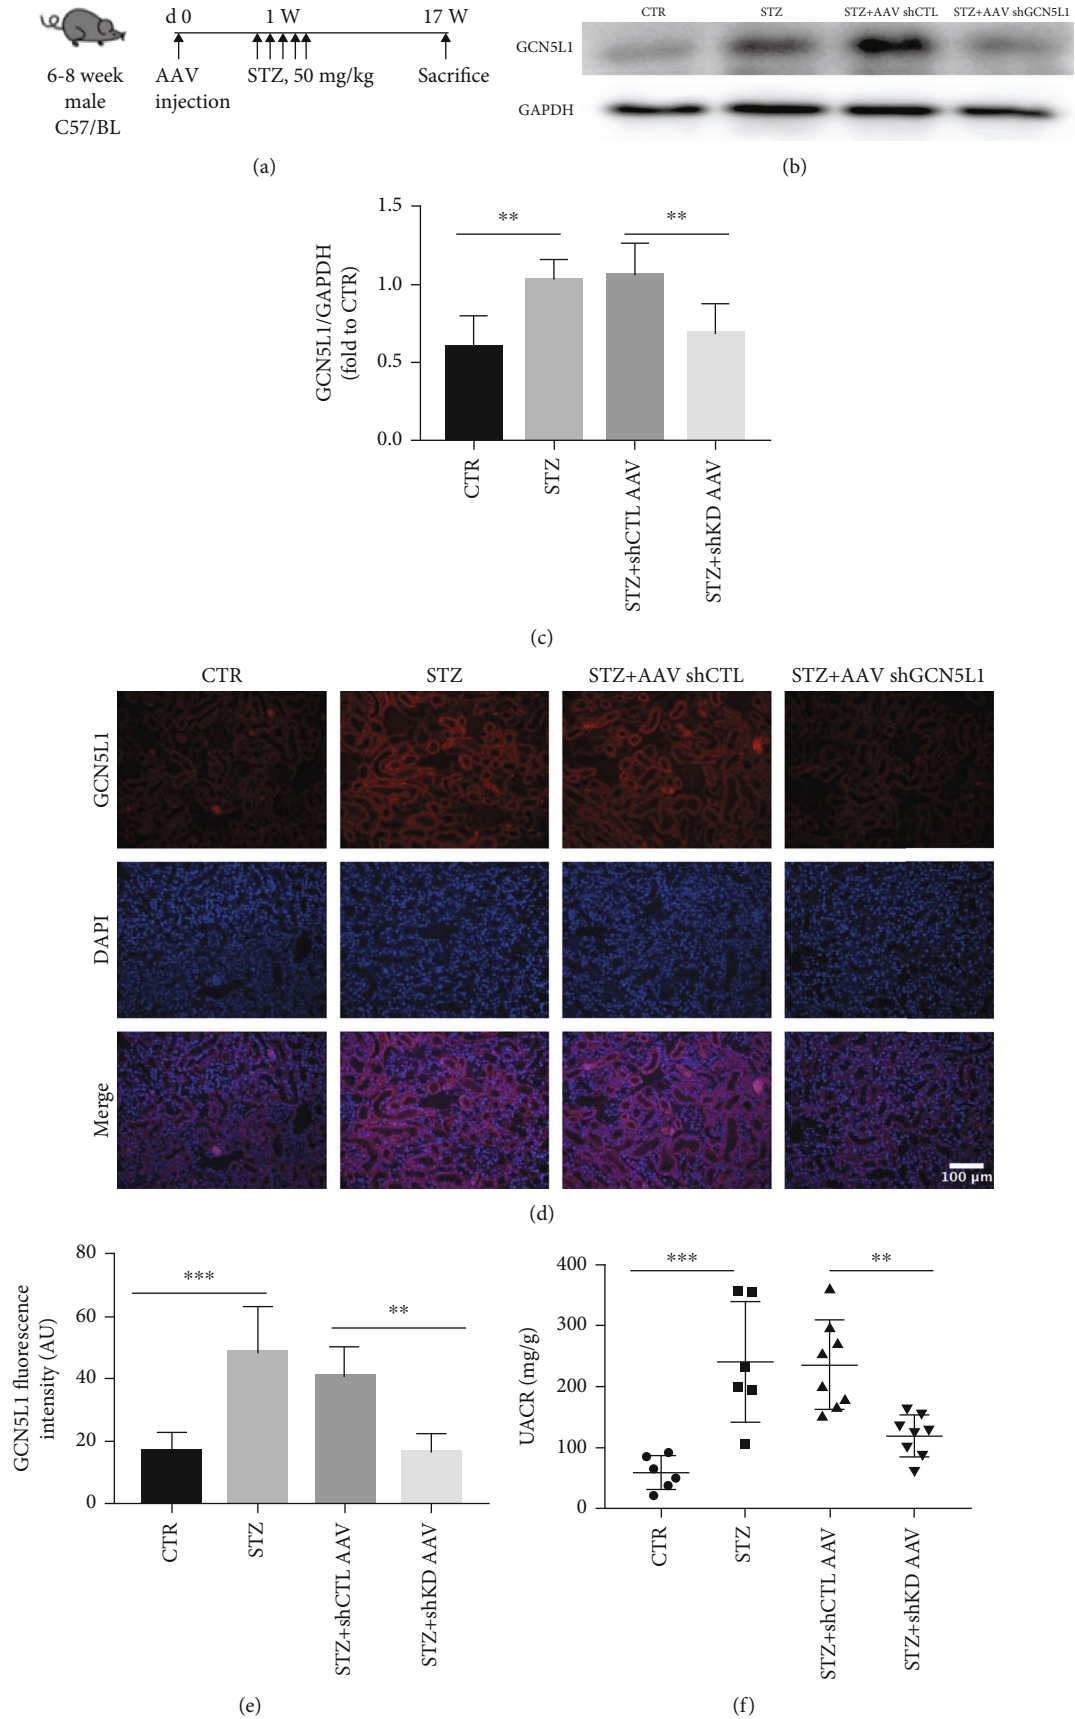 d 0 1 W 17 W
6-8 week
male
C57/BL
AAV
injection
STZ, 50 mg/kg
Sacrifice
(a)
CTR STZ STZ+AAV shCTL STZ+AAV shGCN5L1
GCN5L1
GAPDH
(b)
GCN5L1/GAPDH
(fold to CTR)
1.5
1.0
0.5
0.0
** **
CTR
STZ
STZ+shCTL AAV
STZ+shKD AAV
(c)
CTR STZ STZ+AAV shCTL STZ+AAV shGCN5L1
GCN5L1
DAPI
Merge
100 μm
(d)
GCN5L1 fluorescence
intensity (AU)
80
60
40
20
0
*** **
CTR
STZ
STZ+shCTL AAV
STZ+shKD AAV
(e)
UACR (mg/g)
400
300
200
100
0
*** **
CTR
STZ
STZ+shCTL AAV
STZ+shKD AAV
(f)